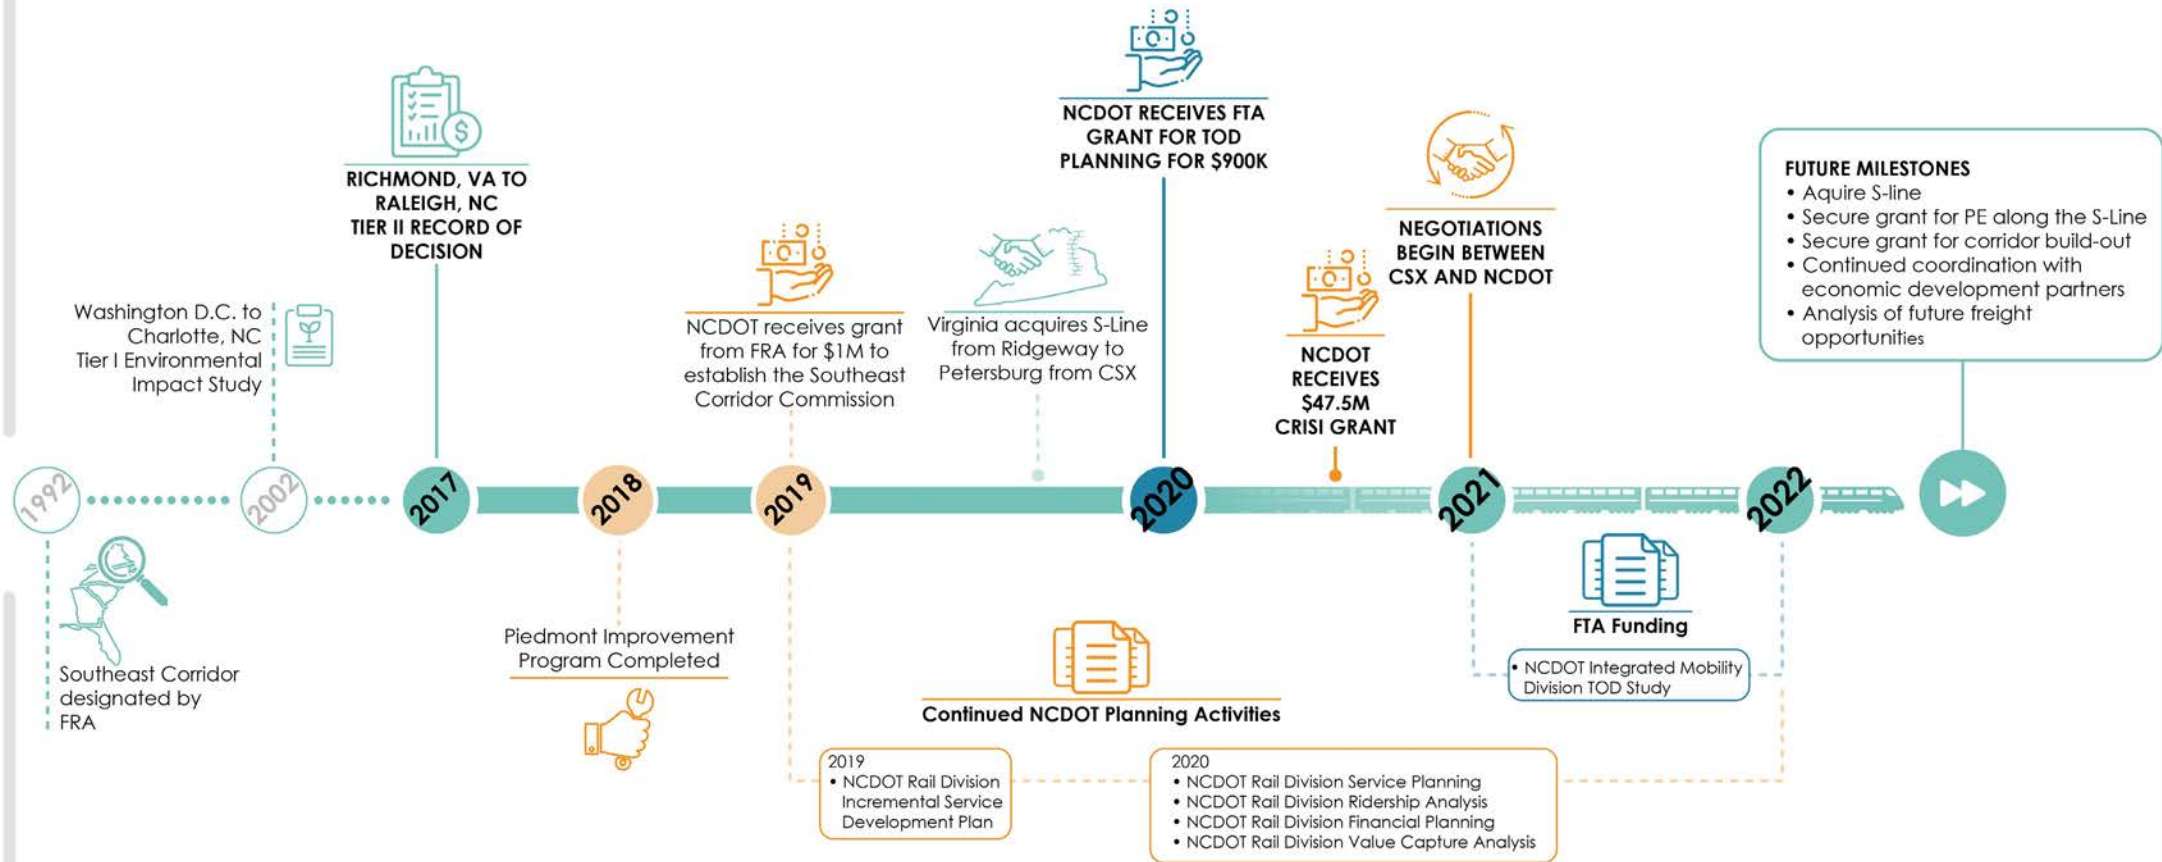 NCDOT RECEIVES FTA
GRANT FOR TOD
PLANNING FOR $900K
RICHMOND, VA TO
RALEIGH, NC
TIER II RECORD OF
DECISION
$
NEGOTIATIONS
BEGIN BETWEEN
CSX AND NCDOT
FUTURE MILESTONES
• Aquire S-line
• Secure grant for PE along the S-Line
• Secure grant for corridor build-out
• Continued coordination with
economic development partners
• Analysis of future freight
opportunities
Washington D.C. to
Charlotte, NC
Tier I Environmental
Impact Study
NCDOT receives grant
from FRA for $1M to
establish the Southeast
Corridor Commission
Virginia acquires S-Line
from Ridgeway to
Petersburg from CSX
NCDOT
RECEIVES
$47.5M
CRISI GRANT
1992
2002
2017
2018
2019
2020
2021
2022
Southeast Corridor
designated by
FRA
Piedmont Improvement
Program Completed
Continued NCDOT Planning Activities
2019
• NCDOT Rail Division
Incremental Service
Development Plan
2020
• NCDOT Rail Division Service Planning
• NCDOT Rail Division Ridership Analysis
• NCDOT Rail Division Financial Planning
• NCDOT Rail Division Value Capture Analysis
FTA Funding
• NCDOT Integrated Mobility
Division TOD Study